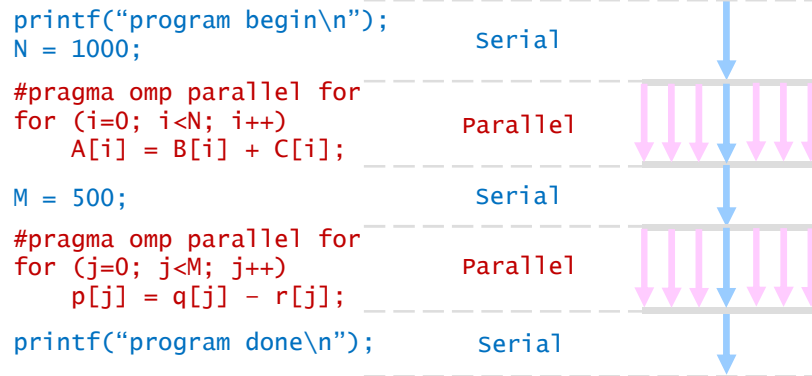 printf(“program begin\n”);
N = 1000;
Serial
#pragma omp parallel for
for (i=0; i<N; i++)
A[i] = B[i] + C[i];
Parallel
M = 500;
Serial
#pragma omp parallel for
for (j=0; j<M; j++)
p[j] = q[j] – r[j];
Parallel
printf(“program done\n”);
Serial